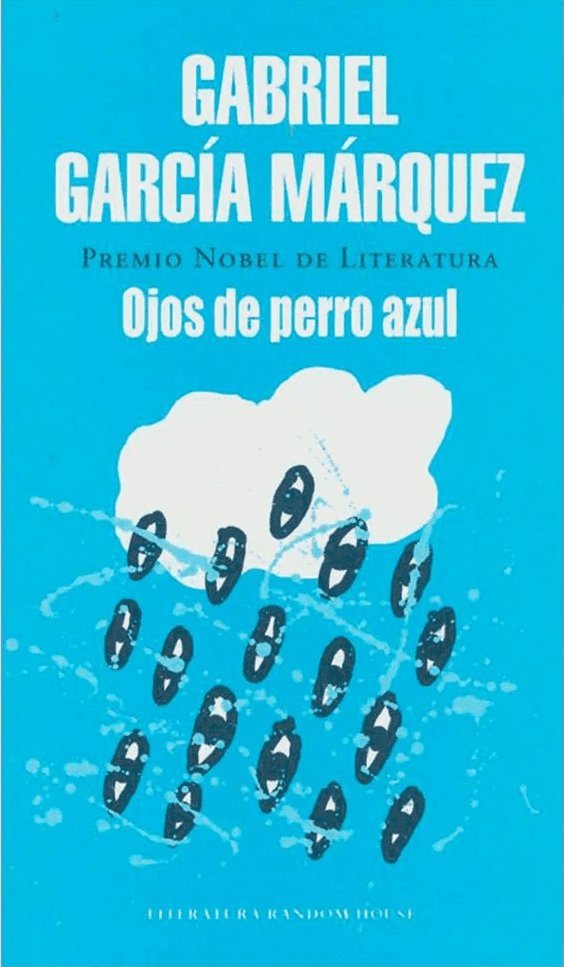 GABRIEL
GARCÍA MÁRQUEZ
PREMIO NOBEL DE LITERATURA
Ojos de perro azul
LITERATURA RANDOM HOUSE